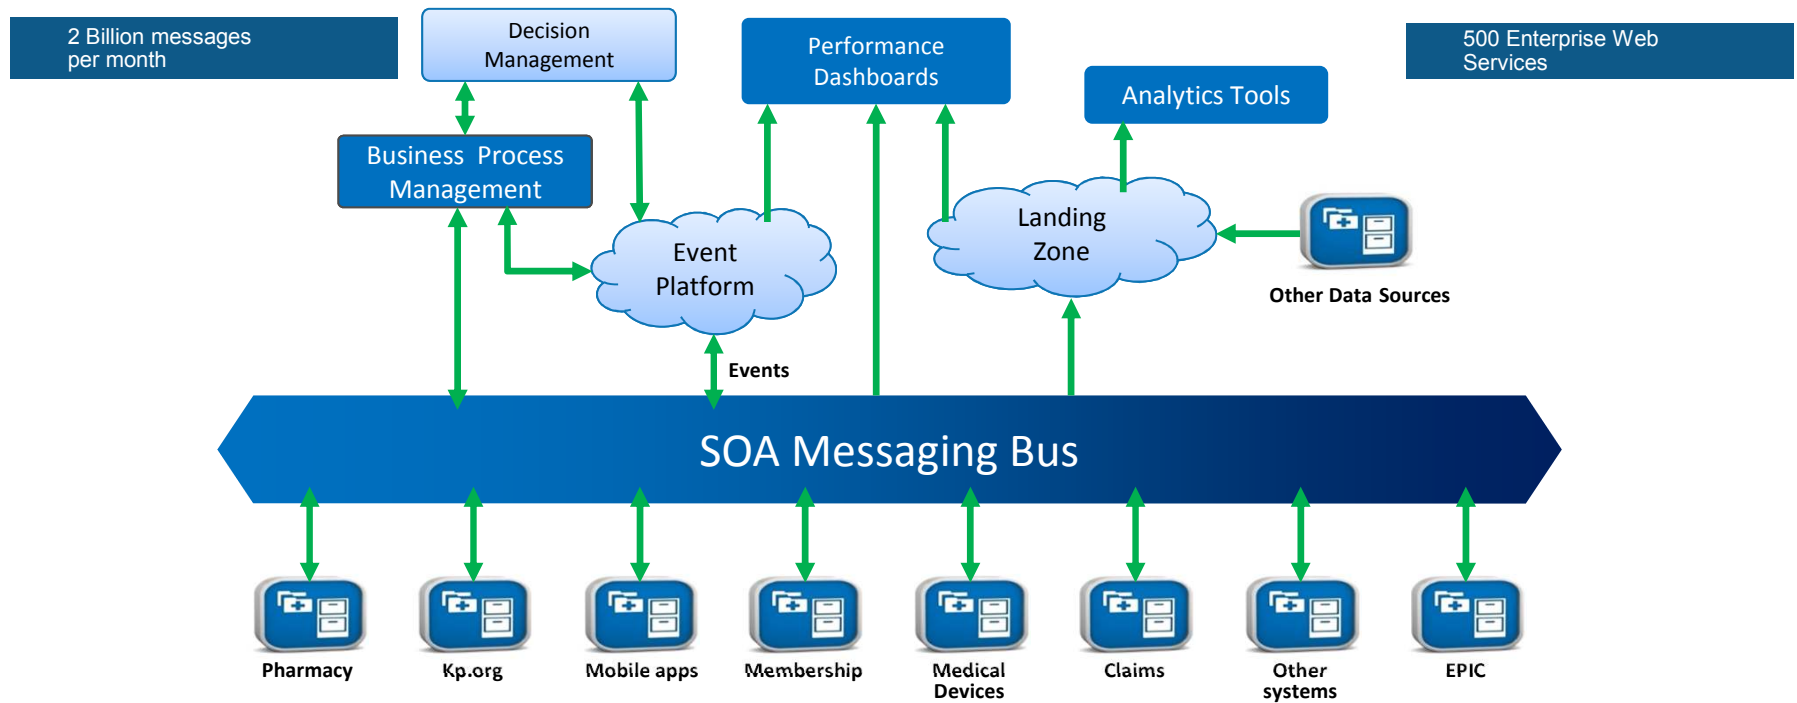 2 Billion messages
per month
Decision
Management
Performance
Dashboards
500 Enterprise Web
Services
Analytics Tools
Business Process
Management
Landing
Zone
Event
Platform
Other Data Sources
Events
SOA Messaging Bus
Pharmacy
Kp.org
Mobile apps
Membership
Medical
Devices
Claims
Other
systems
EPIC